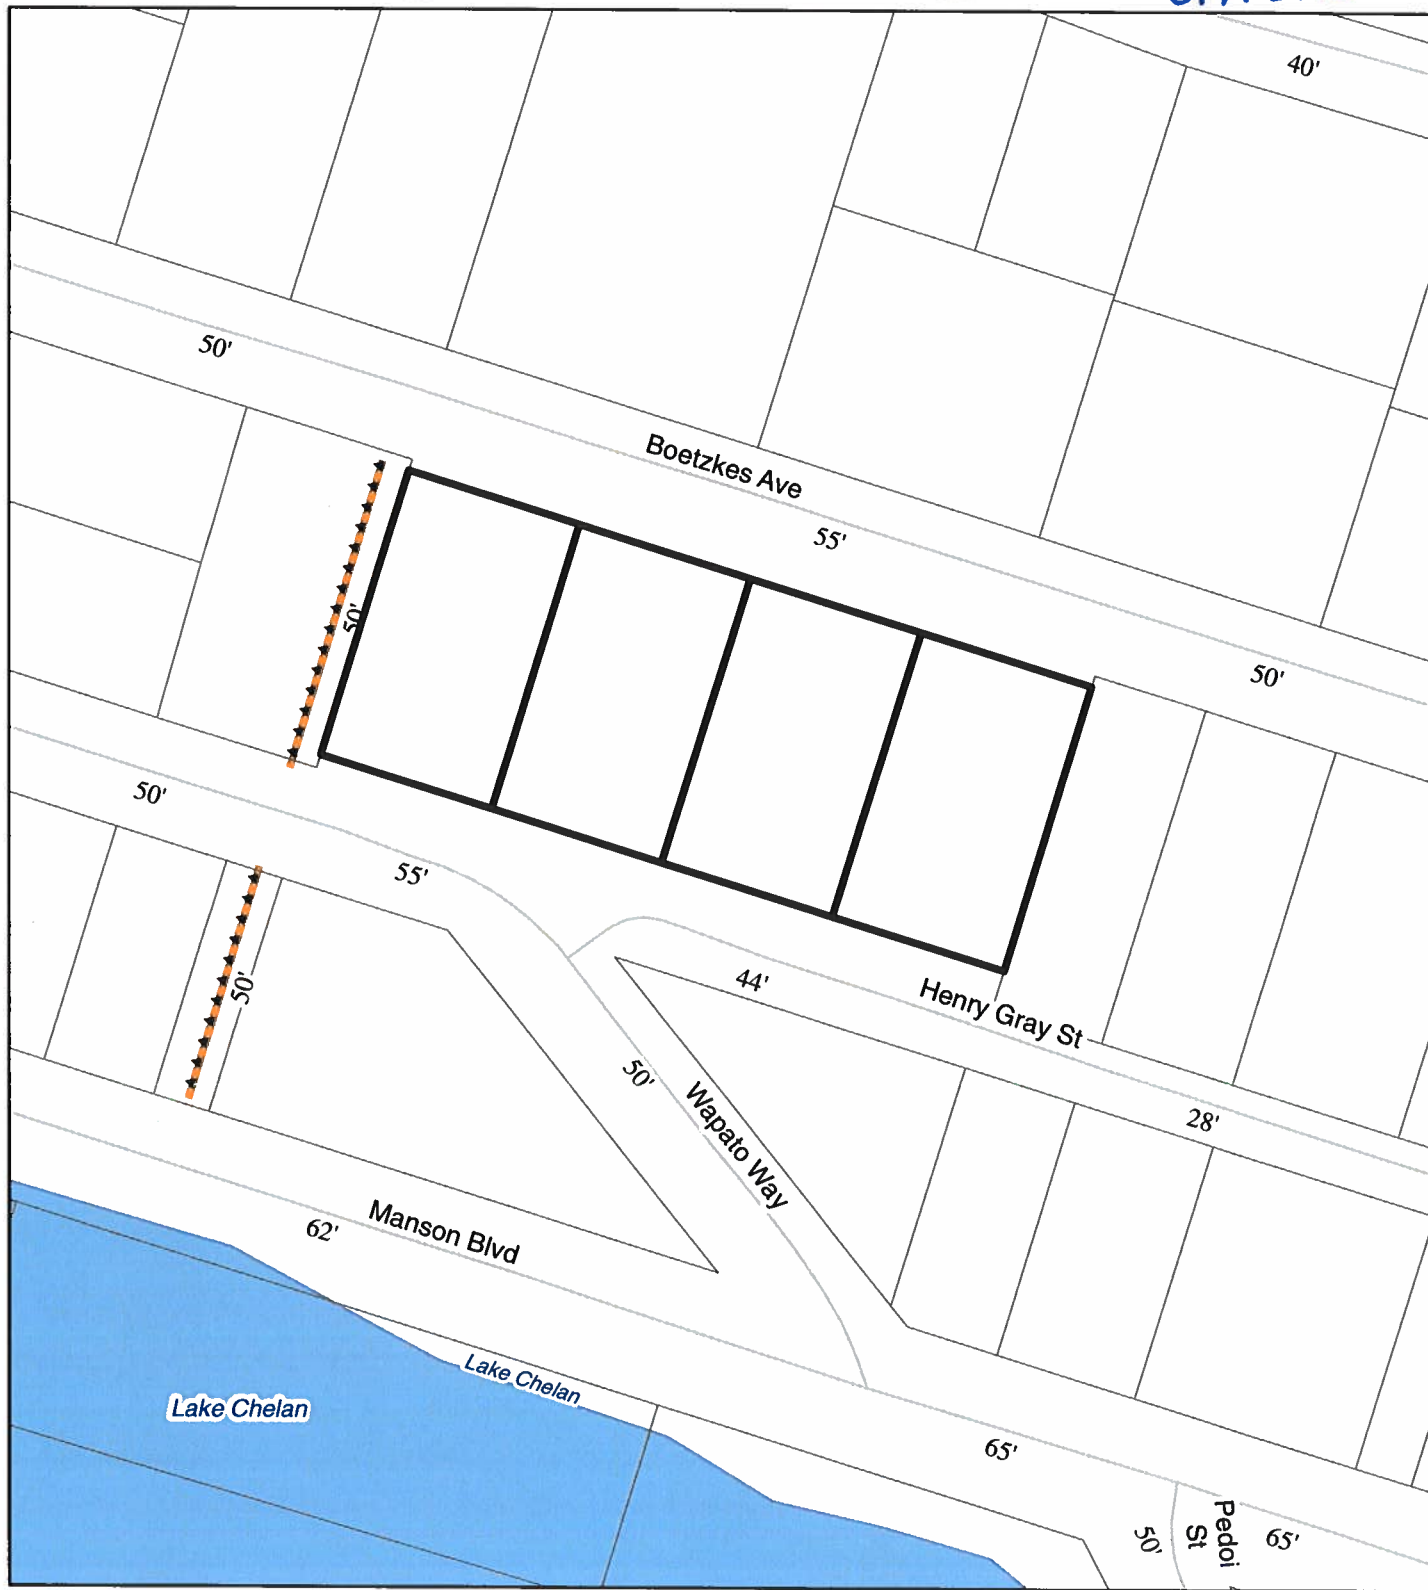 40'
50'
Boetzkes Ave
55'
50'
50'
50'
55'
50'
44'
Henry Gray St
50'
Wapato Way
28'
62'
Manson Blvd
Lake Chelan
Lake Chelan
65'
50'
Pedoi
St
65'